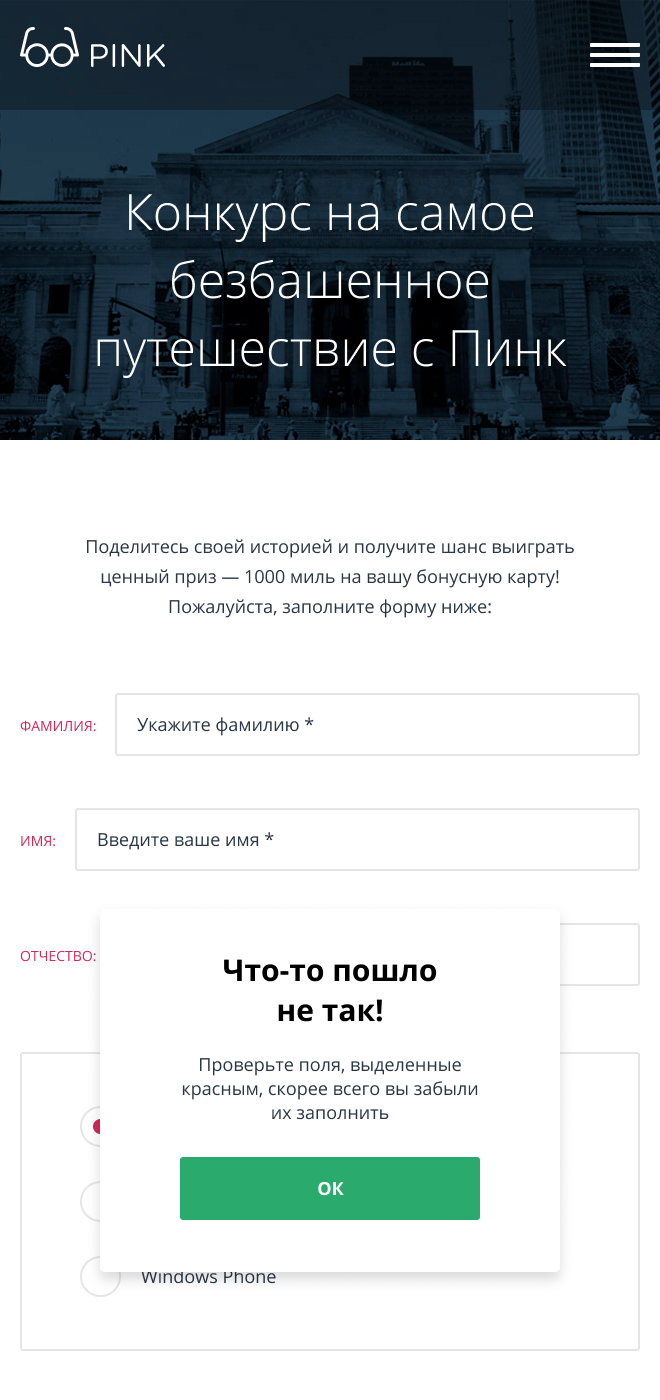 PINK
Конкурс на самое
безбашенное
путешествие с Пинк
Поделитесь своей историей и получите шанс выиграть
ценный приз — 1000 миль на вашу бонусную карту!
Пожалуйста, заполните форму ниже:
ФАМИЛИЯ:
Укажите фамилию *
ИМЯ:
Введите ваше имя *
ОТЧЕСТВО:
Что-то пошло
не так!
Проверьте поля, выделенные
красным, скорее всего вы забыли
их заполнить
ОК
Windows Phone